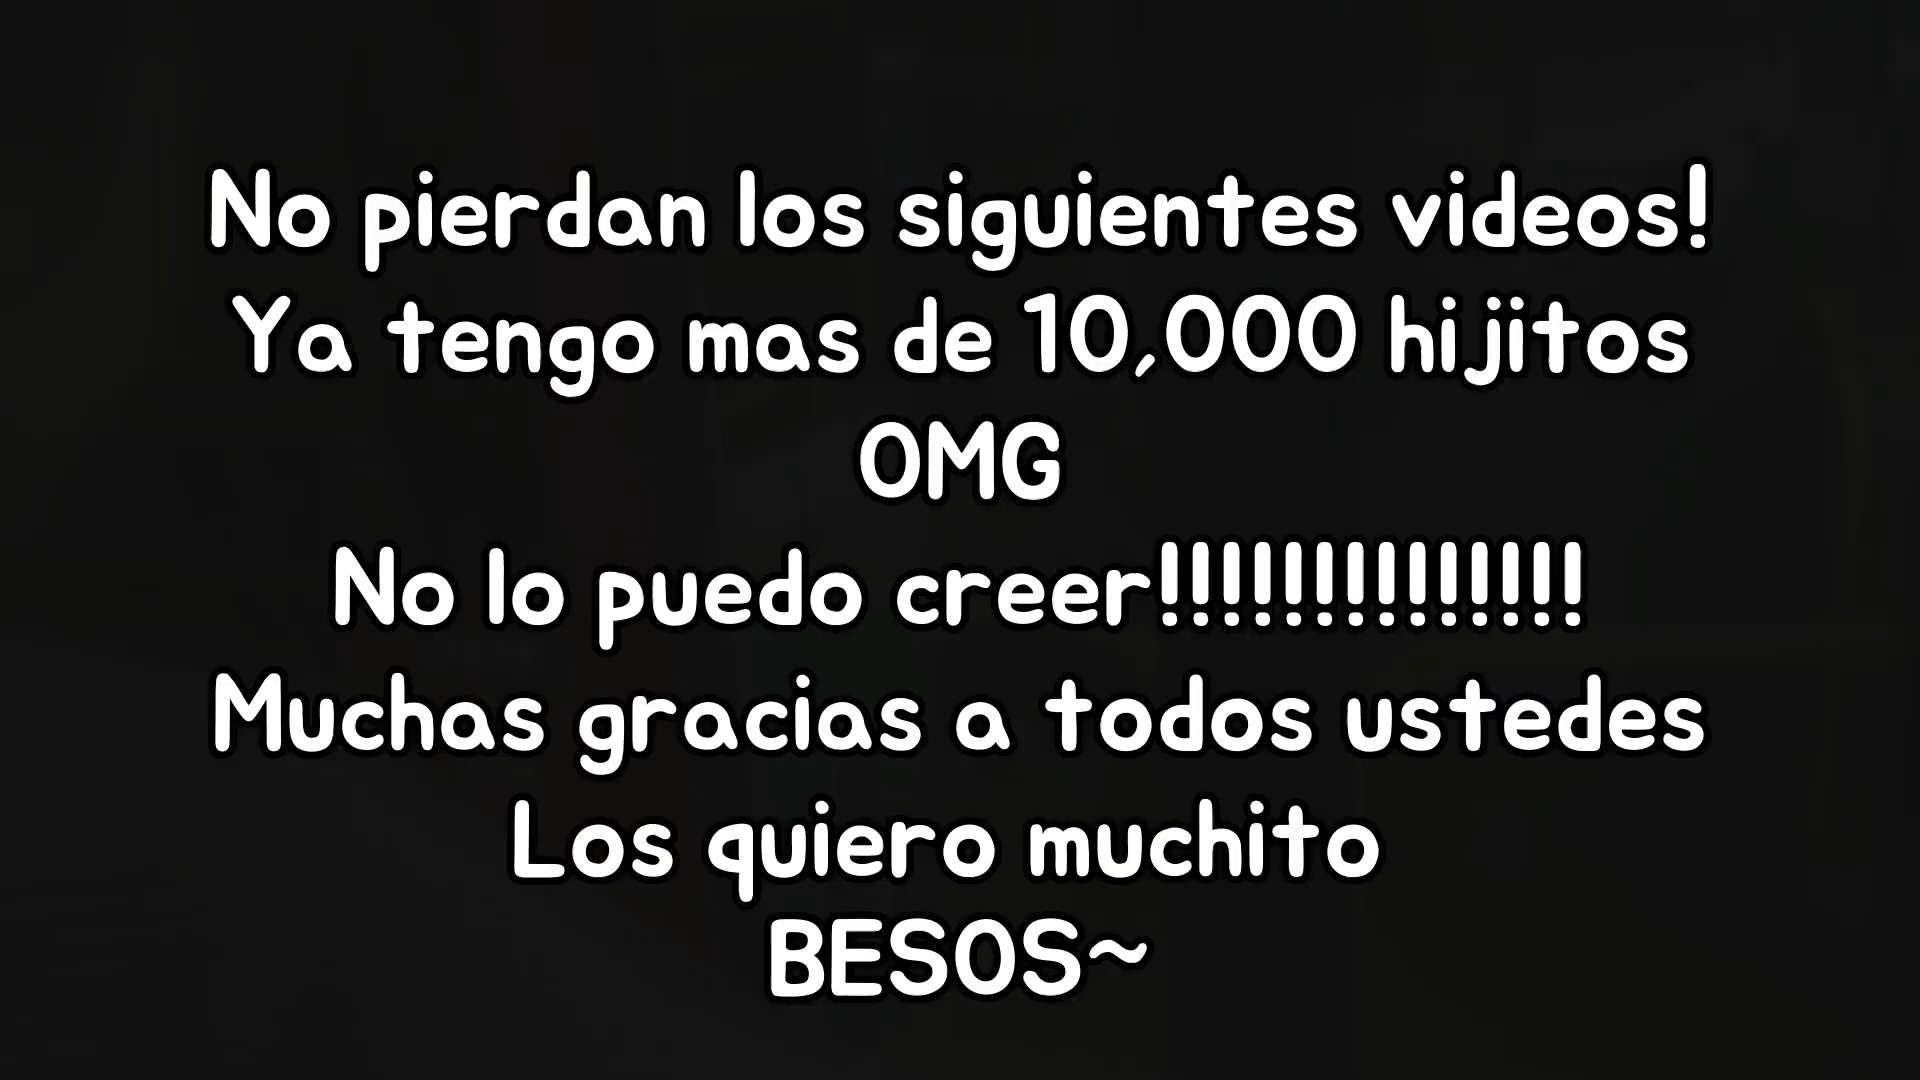 No pierdan los siguientes videos!
Ya tengo mas de 10,000 hijitos
OMG
No lo puedo creer!!!!!!!!!!!!!!
Muchas gracias a todos ustedes
Los quiero muchito
BESOS~